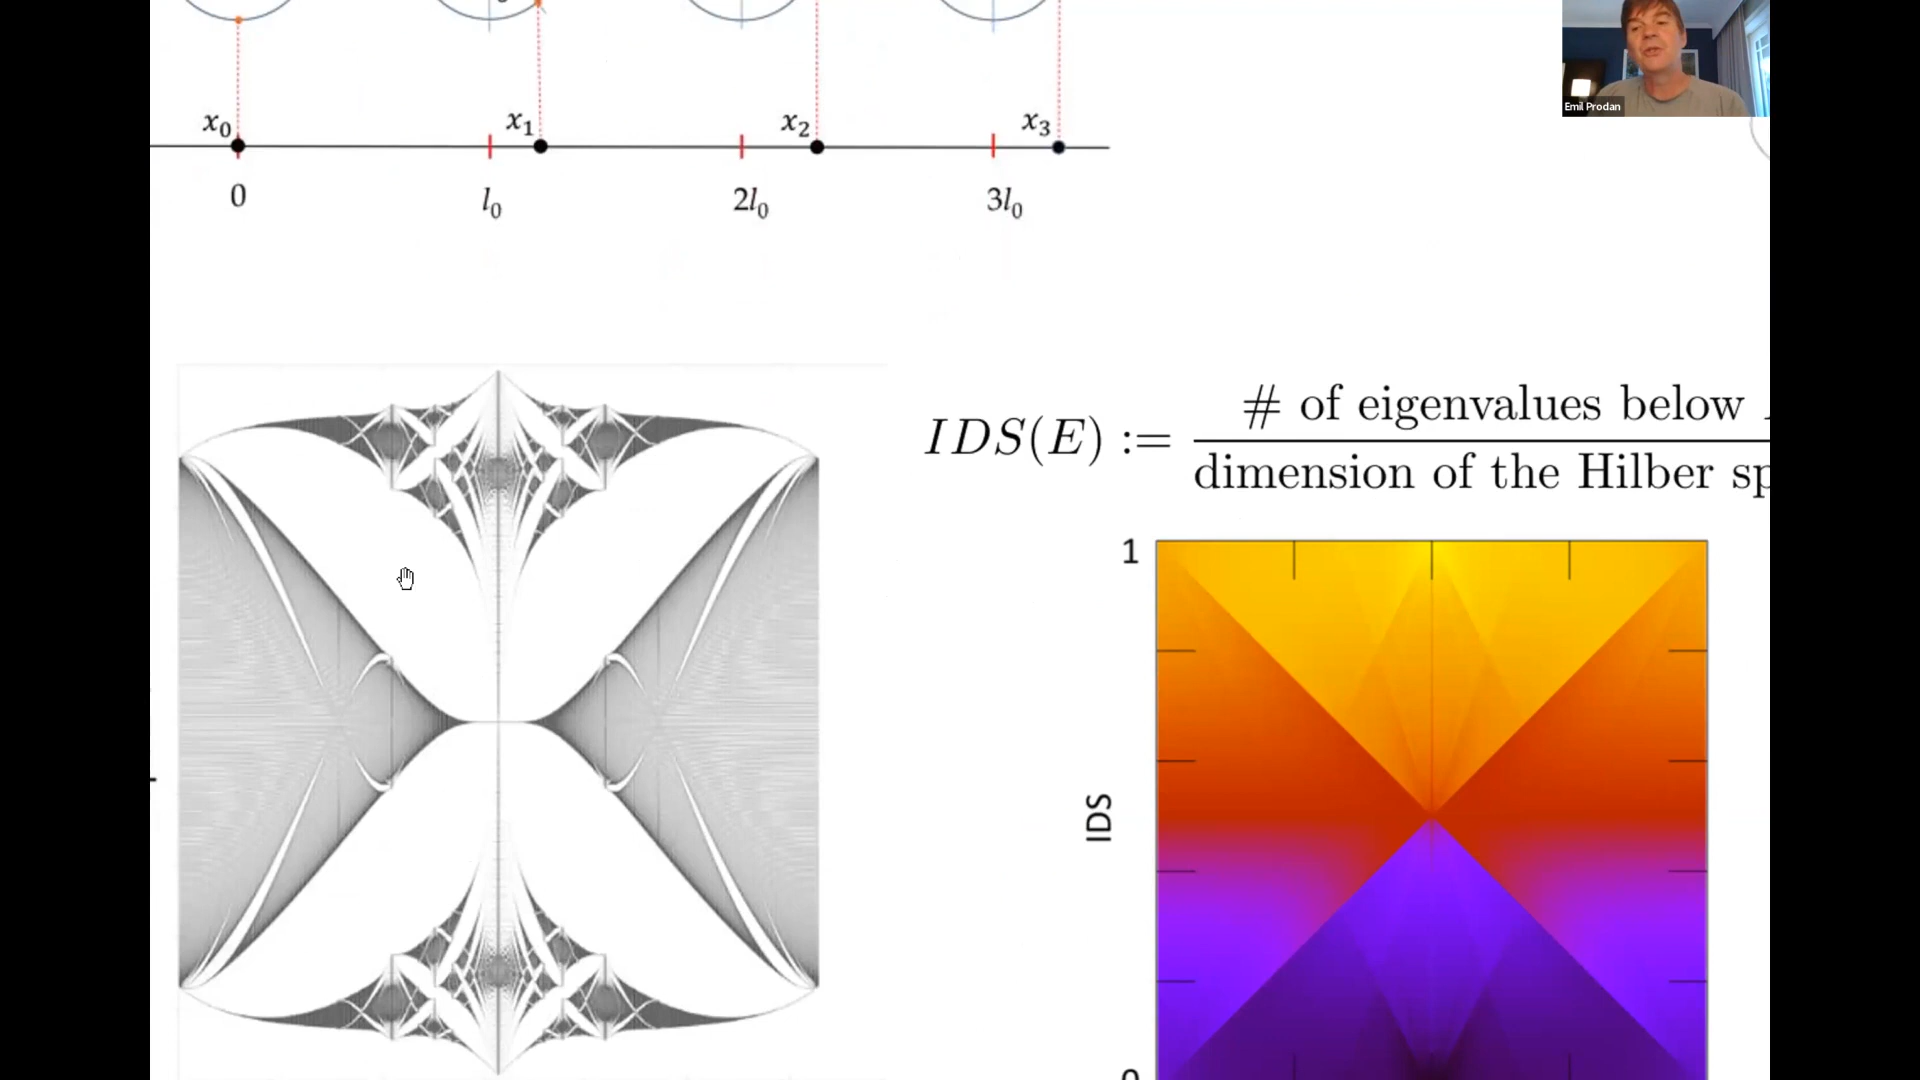 Emil Prodan
x₀ x₁ x₂ x₃
0 l₀ 2l₀ 3l₀
# of eigenvalues below
IDS(E) :=
dimension of the Hilber sp
1
IDS
0